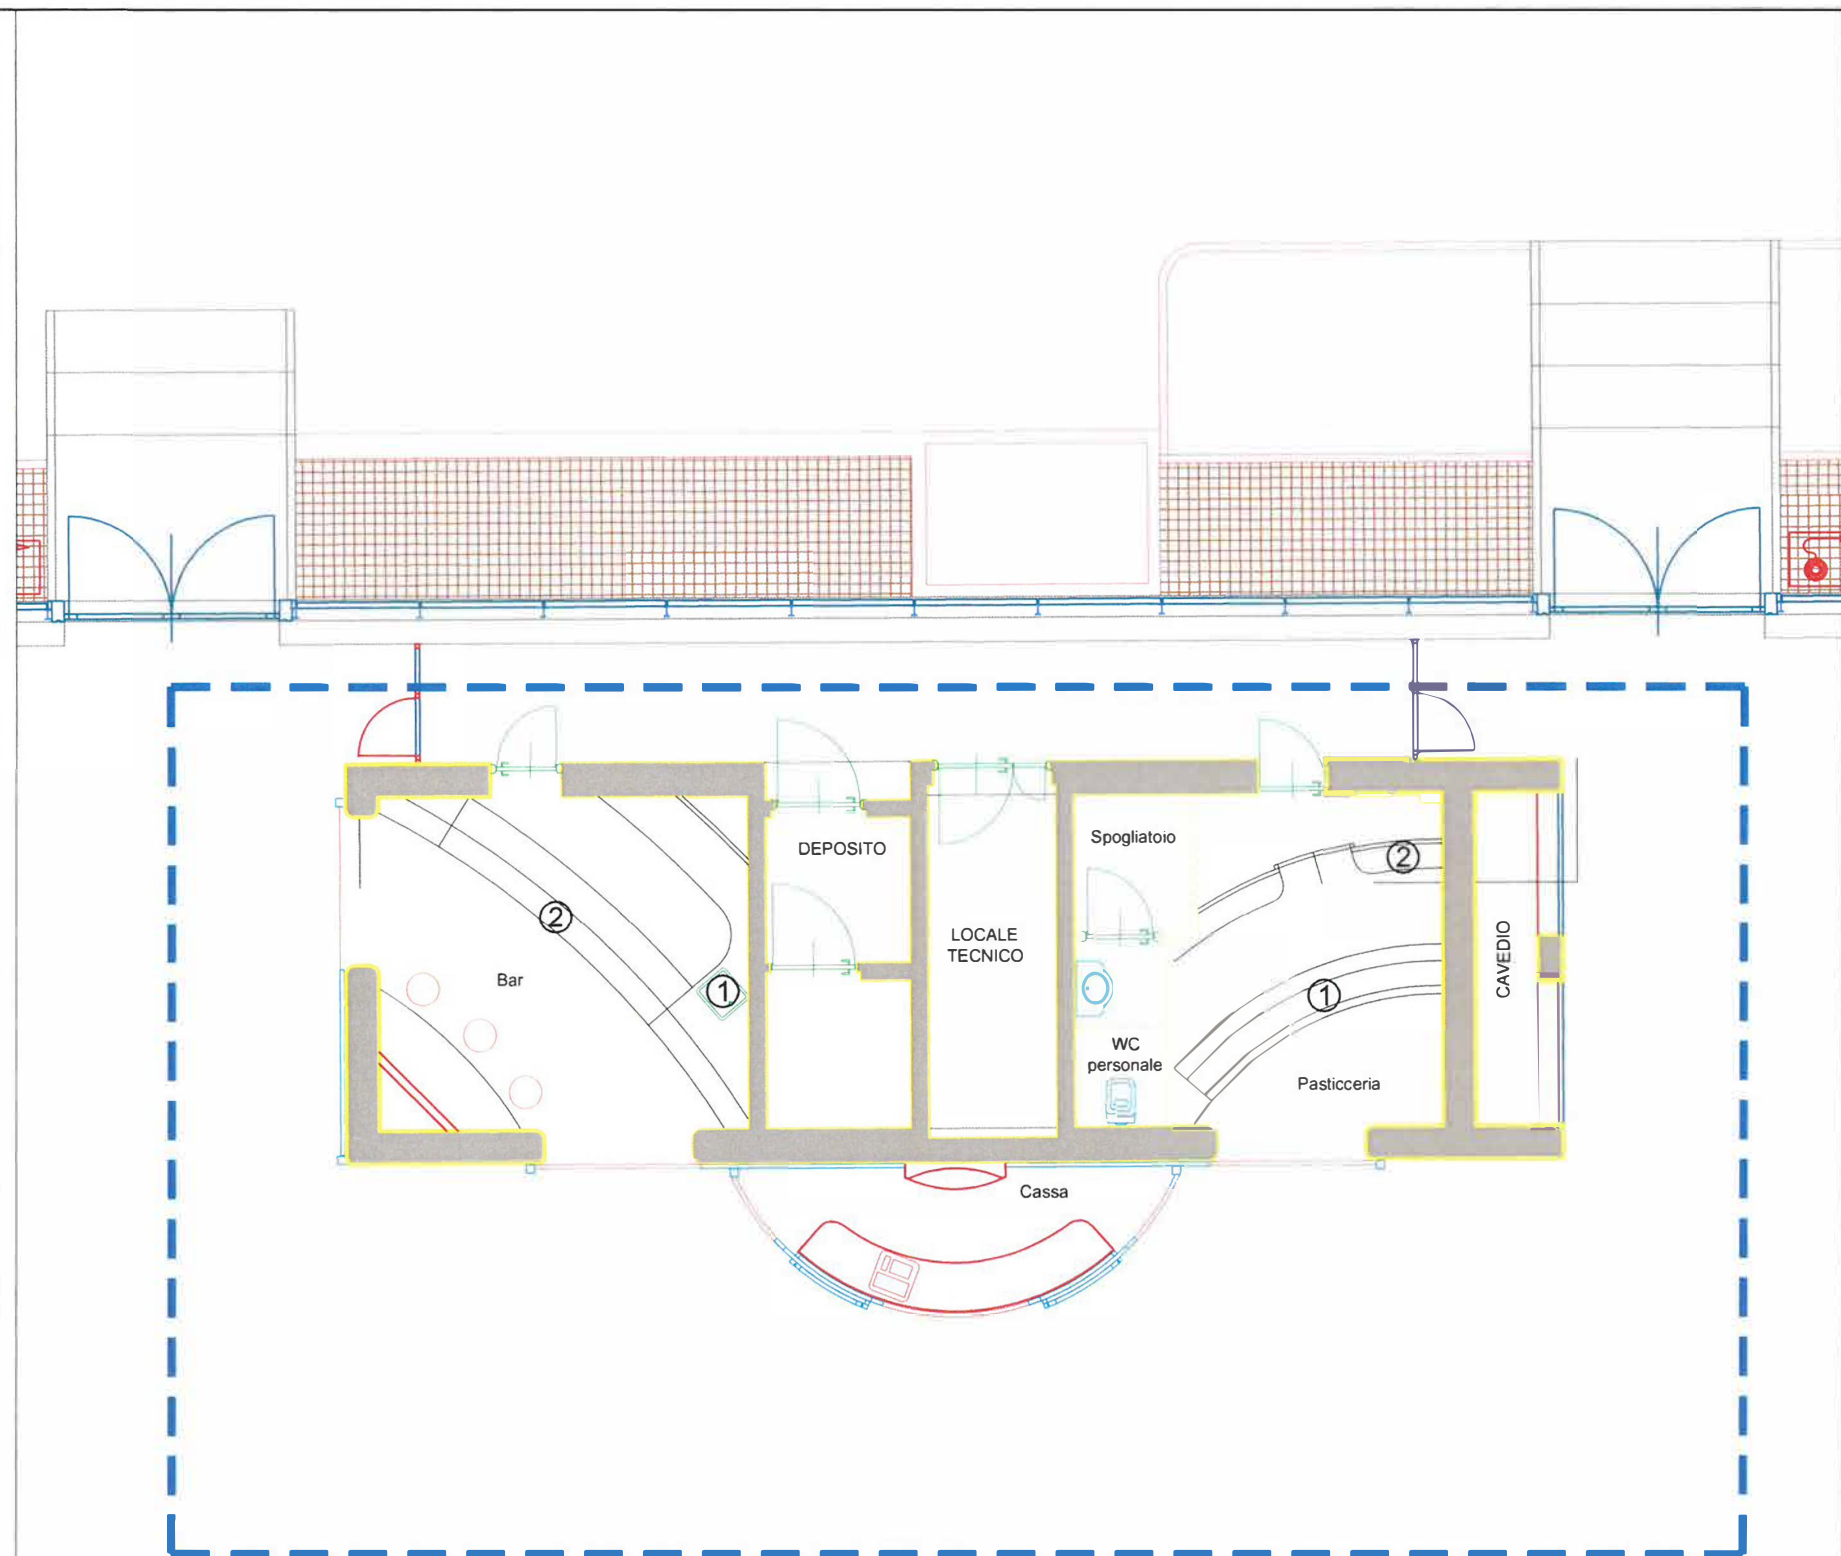 Spogliatoio
DEPOSITO
②
②
LOCALE
TECNICO
CAVEDIO
Bar
①
①
WC
personale
Pasticceria
Cassa